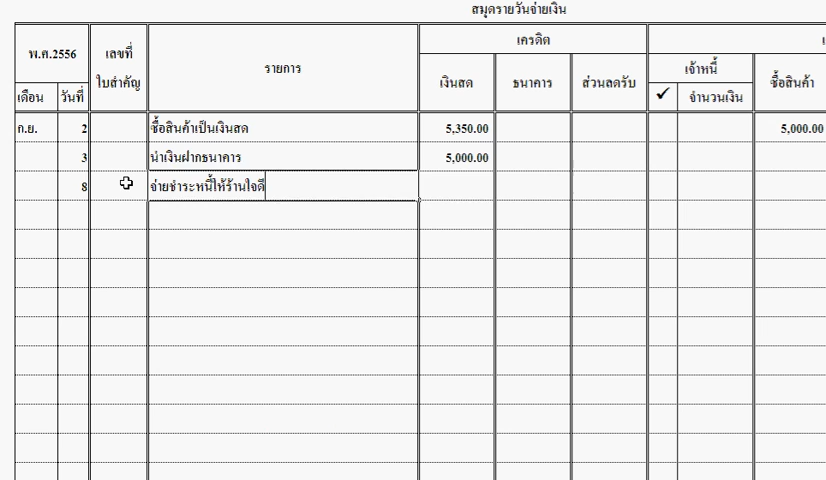 สมุดรายวันจ่ายเงิน
พ.ศ.2556 เลขที่ใบสำคัญ รายการ เครดิต
เงินสด ธนาคาร ส่วนลดรับ เจ้าหนี้ ซื้อสินค้า
เดือน วันที่ ✓ จำนวนเงิน
ก.ย. 2 ซื้อสินค้าเป็นเงินสด 5,350.00 5,000.00
3 นำเงินฝากธนาคาร 5,000.00
8 จ่ายชำระหนี้ให้ร้านใจดี